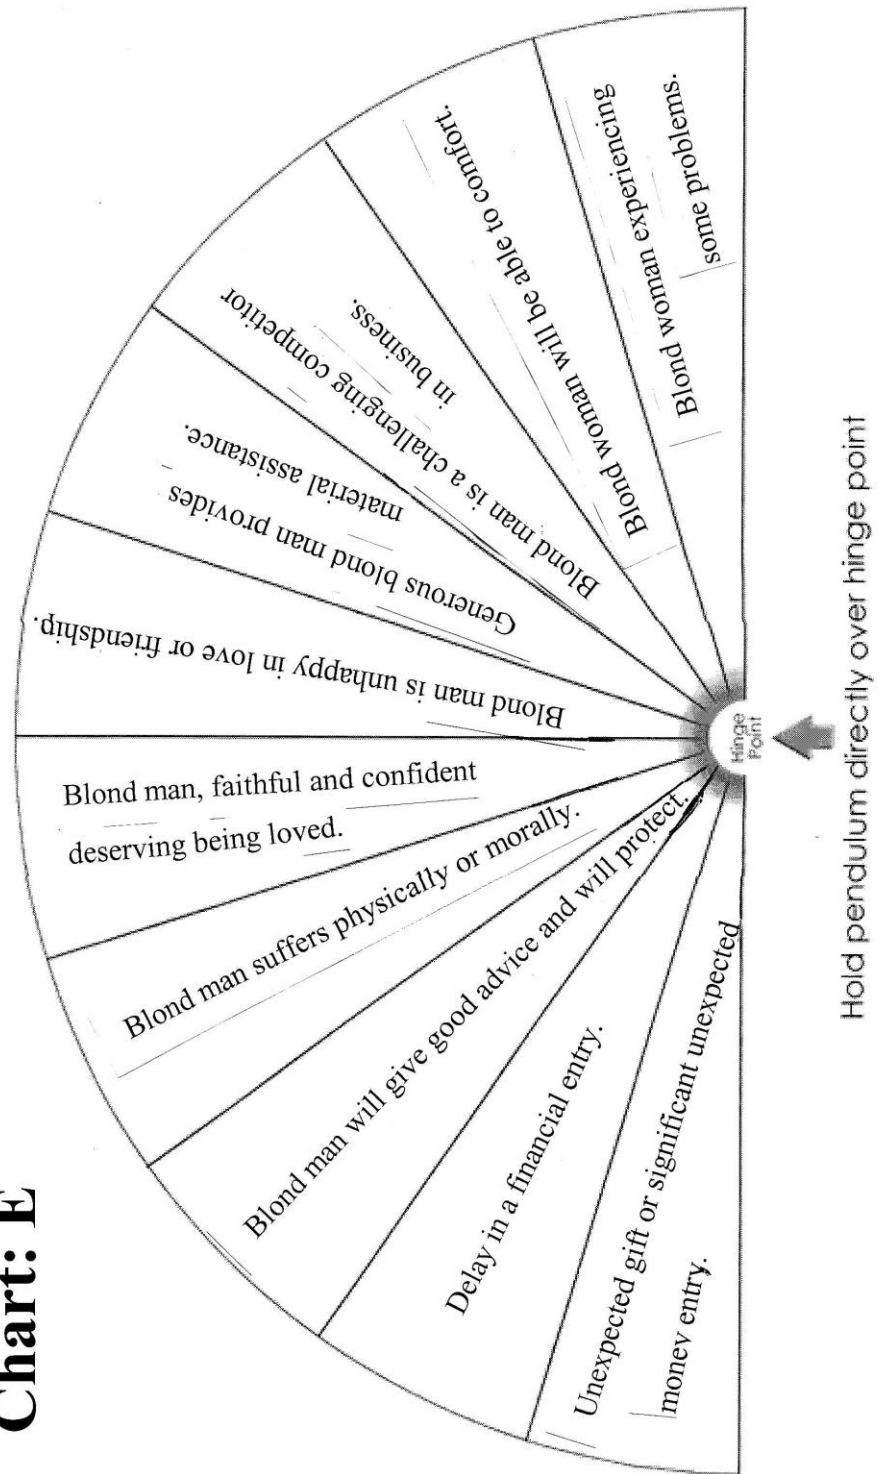 Chart: E
Unexpected gift or significant unexpected
money entry.
Delay in a financial entry.
Blond man will give good advice and will protect.
Blond man suffers physically or morally.
Blond man, faithful and confident
deserving being loved.
Blond man is unhappy in love or friendship.
Generous blond man provides
material assistance.
Blond man is a challenging competitor
in business.
Blond woman will be able to comfort.
Blond woman experiencing
some problems.
Hinge
Point
Hold pendulum directly over hinge point